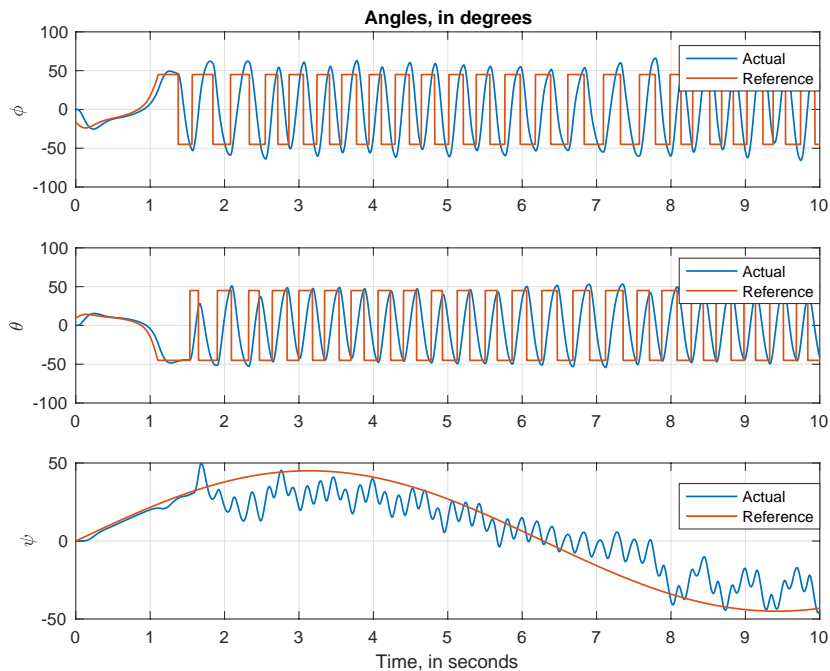 Angles, in degrees
100
50
0
-50
-100
ϕ
0 1 2 3 4 5 6 7 8 9 10
Actual
Reference
100
50
0
-50
-100
θ
0 1 2 3 4 5 6 7 8 9 10
Actual
Reference
50
0
-50
ψ
0 1 2 3 4 5 6 7 8 9 10
Actual
Reference
Time, in seconds